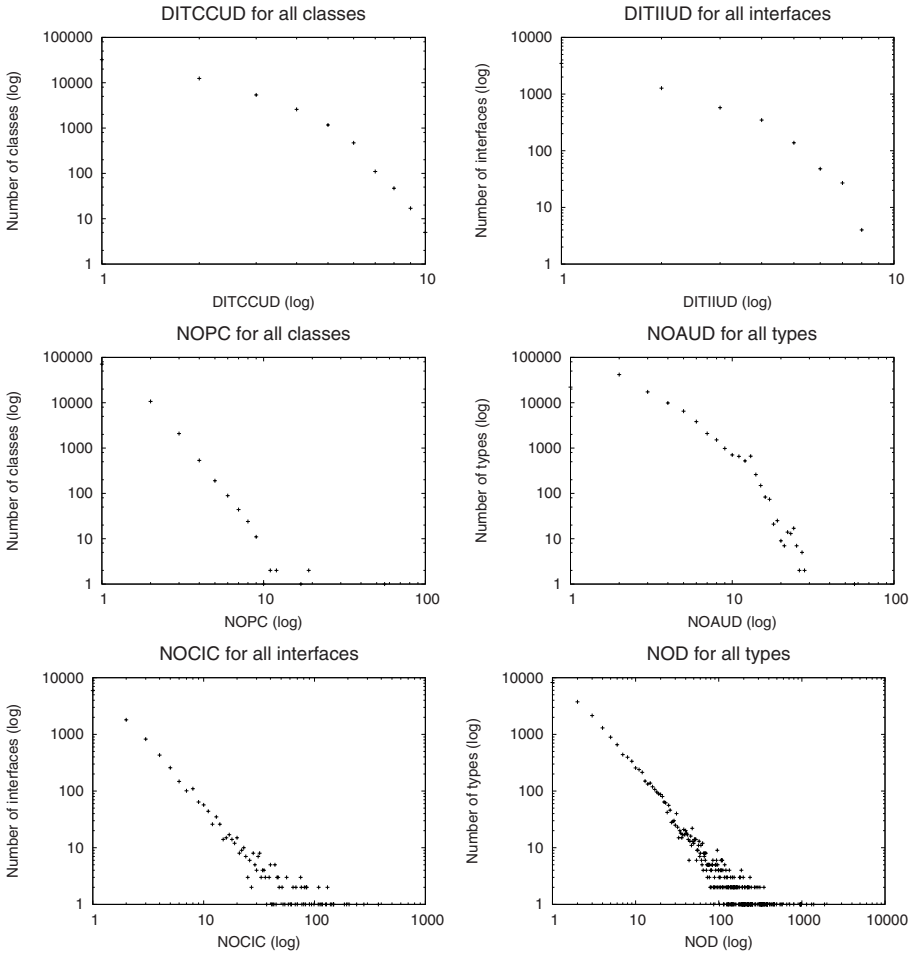 DITCCUD for all classes
Number of classes (log)
100000
10000
1000
100
10
1
1
10
DITCCUD (log)
DITIIUD for all interfaces
Number of interfaces (log)
10000
1000
100
10
1
1
10
DITIIUD (log)
NOPC for all classes
Number of classes (log)
100000
10000
1000
100
10
1
1
10
100
NOPC (log)
NOAUD for all types
Number of types (log)
100000
10000
1000
100
10
1
1
10
100
NOAUD (log)
NOCIC for all interfaces
Number of interfaces (log)
10000
1000
100
10
1
1
10
100
1000
NOCIC (log)
NOD for all types
Number of types (log)
10000
1000
100
10
1
1
10
100
1000
10000
NOD (log)